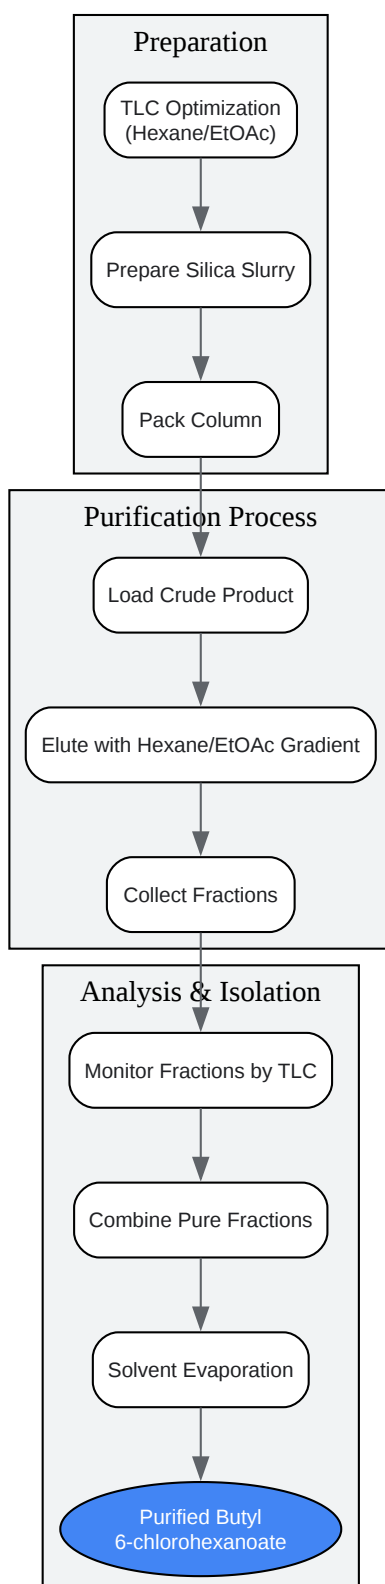 Preparation
TLC Optimization
(Hexane/EtOAc)
Prepare Silica Slurry
Pack Column
Purification Process
Load Crude Product
Elute with Hexane/EtOAc Gradient
Collect Fractions
Analysis & Isolation
Monitor Fractions by TLC
Combine Pure Fractions
Solvent Evaporation
Purified Butyl
6-chlorohexanoate